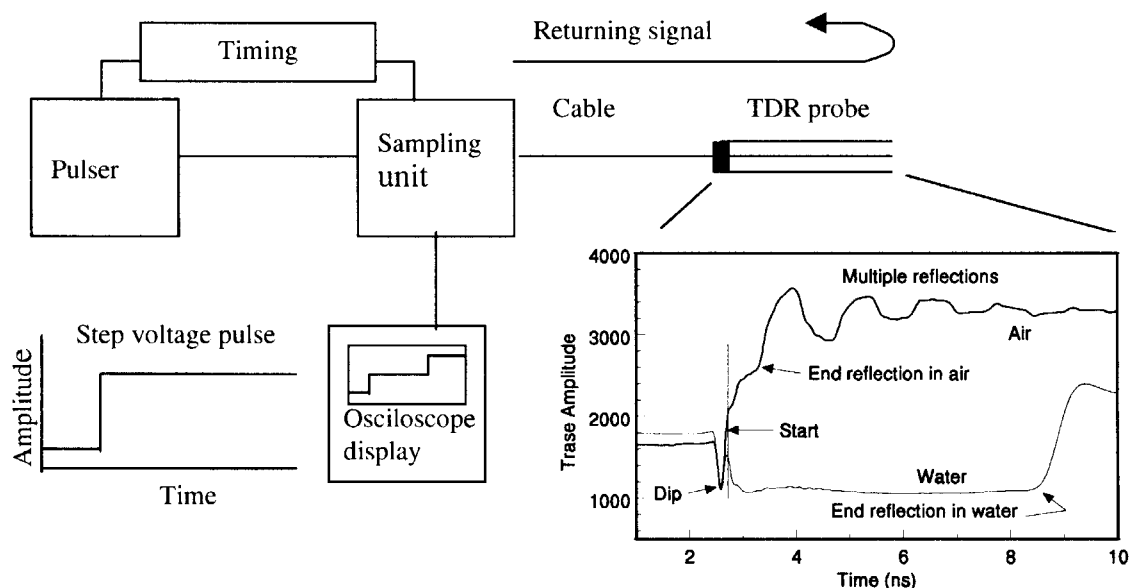 Timing
Returning signal
Pulser
Sampling
unit
Cable
TDR probe
Step voltage pulse
Amplitude
Time
Osciloscope
display
4000
3000
2000
1000
Trase Amplitude
Multiple reflections
Air
End reflection in air
Start
Dip
Water
End reflection in water
2
4
6
8
10
Time (ns)